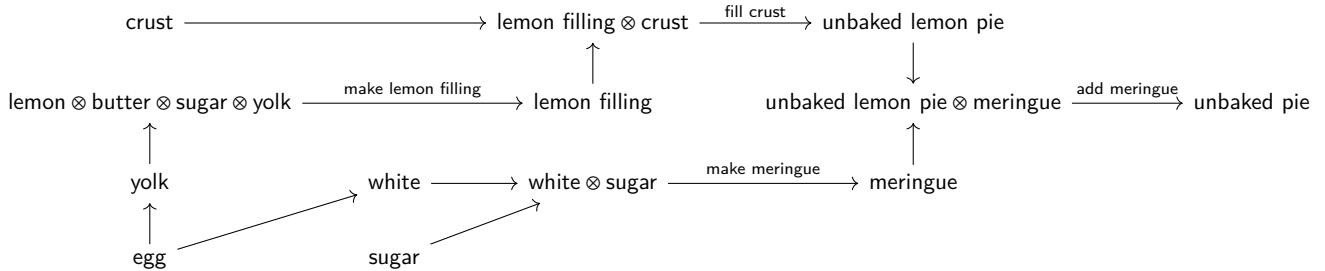 crust lemon filling ⊗ crust fill crust unbaked lemon pie
lemon ⊗ butter ⊗ sugar ⊗ yolk make lemon filling lemon filling unbaked lemon pie ⊗ meringue add meringue unbaked pie
yolk white white ⊗ sugar make meringue meringue
egg sugar